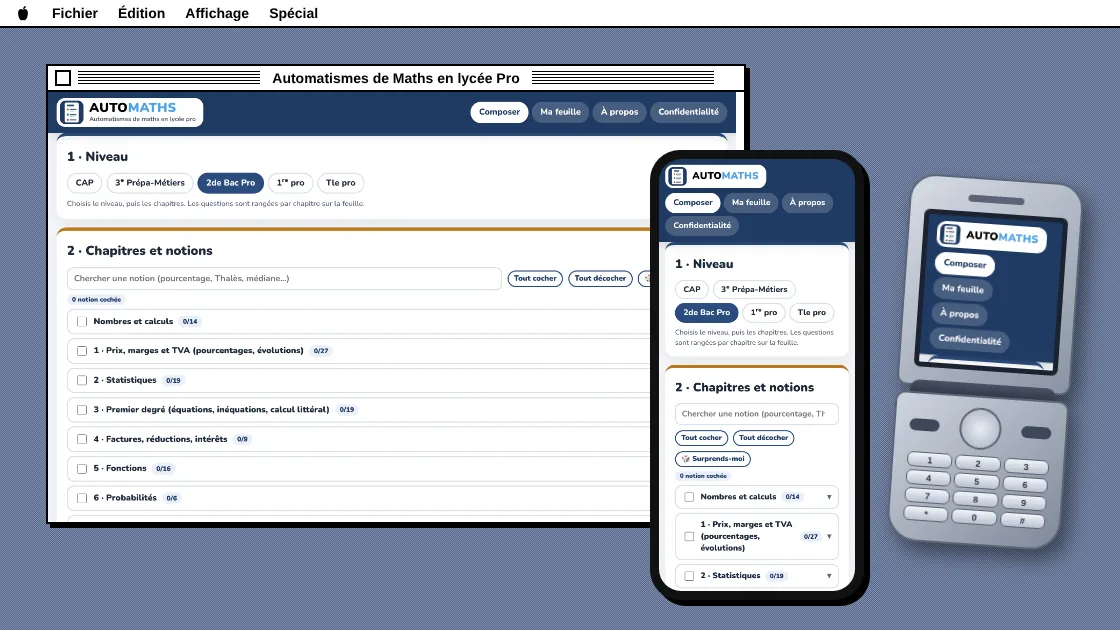 Fichier Édition Affichage Spécial
Automatismes de Maths en lycée Pro
AUTOMATHS
Automatismes de maths en lycée pro
Composer Ma feuille À propos Confidentialité
1 · Niveau
CAP 3e Prépa-Métiers 2de Bac Pro 1re pro Tle pro
Choisis le niveau, puis les chapitres. Les questions sont rangées par chapitre sur la feuille.
2 · Chapitres et notions
Chercher une notion (pourcentage, Thalès, médiane...) Tout cocher Tout décocher
0 notion cochée
Nombres et calculs 0/14
1 · Prix, marges et TVA (pourcentages, évolutions) 0/27
2 · Statistiques 0/19
3 · Premier degré (équations, inéquations, calcul littéral) 0/19
4 · Factures, réductions, intérêts 0/9
5 · Fonctions 0/16
6 · Probabilités 0/6
AUTOMATHS
Composer Ma feuille À propos
Confidentialité
1 · Niveau
CAP 3e Prépa-Métiers
2de Bac Pro 1re pro Tle pro
Choisis le niveau, puis les chapitres. Les questions
sont rangées par chapitre sur la feuille.
2 · Chapitres et notions
Chercher une notion (pourcentage, Th
Tout cocher Tout décocher
Surprends-moi
0 notion cochée
Nombres et calculs 0/14
1 · Prix, marges et TVA
(pourcentages, 0/27
évolutions)
2 · Statistiques 0/19
AUTOMATHS
Composer
Ma feuille
À propos
Confidentialité
1 2 3
4 5 6
7 8 9
* 0 #